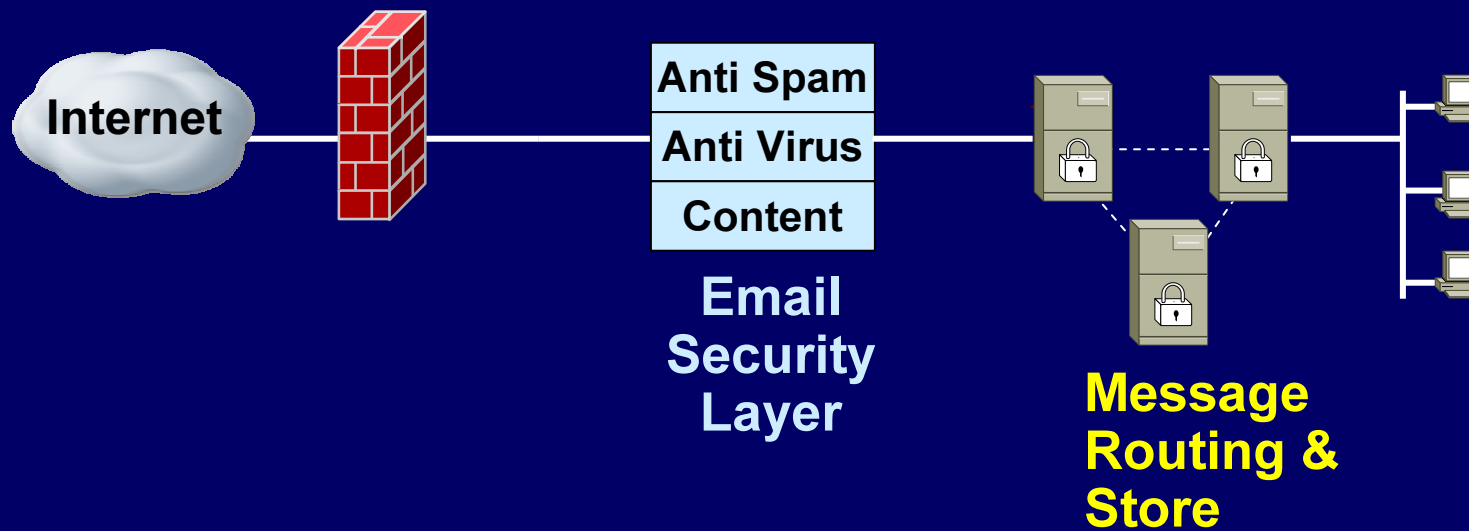 Internet
Anti Spam
Anti Virus
Content
Email
Security
Layer
Message
Routing &
Store